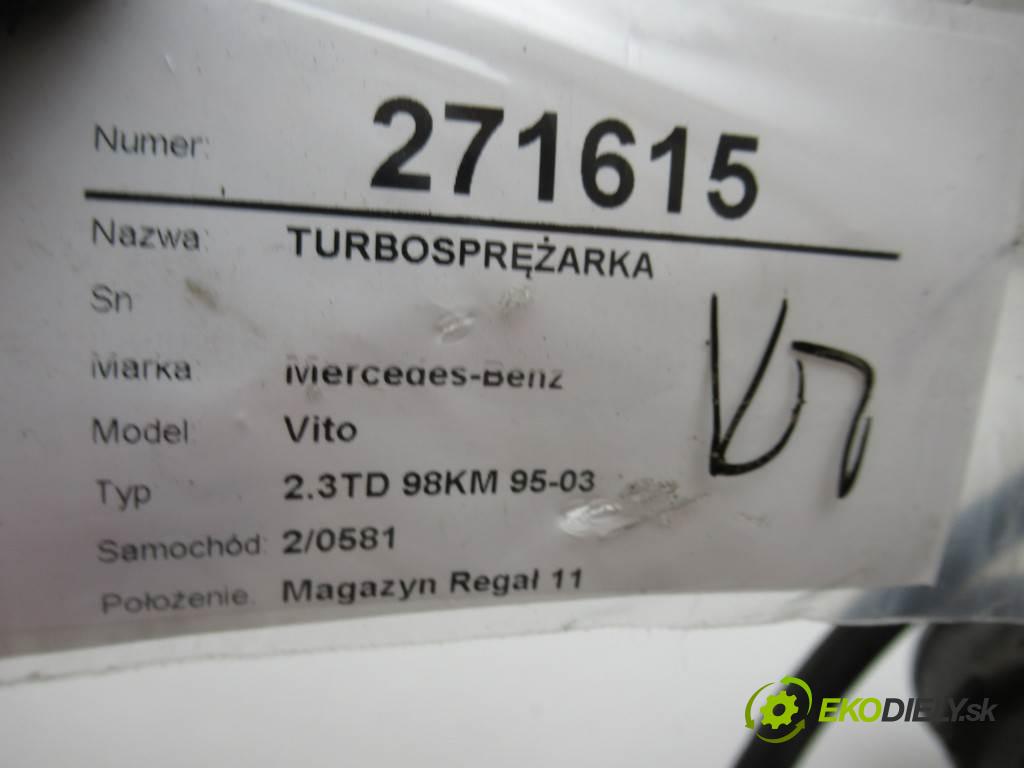 Numer: 271615
Nazwa: TURBOSPRĘŻARKA
Sn
Marka: Mercedes-Benz
Model: Vito
Typ 2.3TD 98KM 95-03
Samochód: 2/0581
Położenie: Magazyn Regał 11
EKODIELY.sk